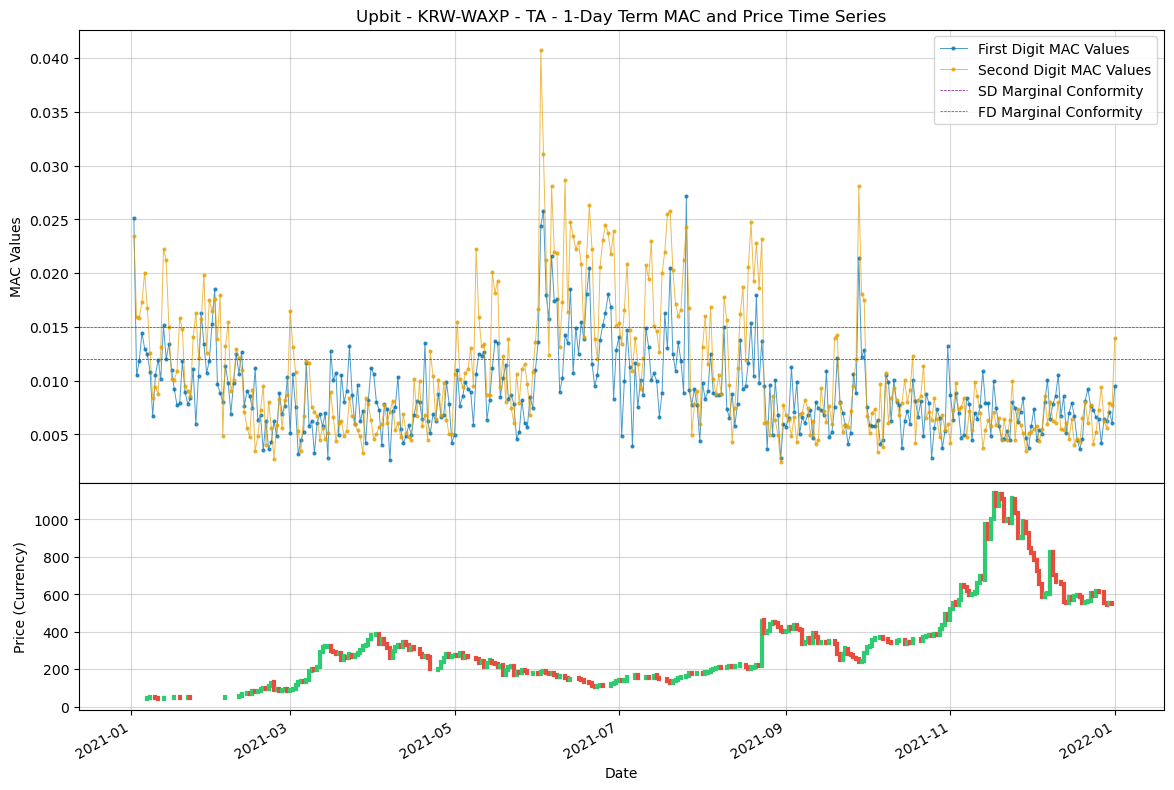 Upbit - KRW-WAXP - TA - 1-Day Term MAC and Price Time Series
First Digit MAC Values
Second Digit MAC Values
SD Marginal Conformity
FD Marginal Conformity
MAC Values
0.040
0.035
0.030
0.025
0.020
0.015
0.010
0.005
Price (Currency)
1000
800
600
400
200
0
2021-01
2021-03
2021-05
2021-07
2021-09
2021-11
2022-01
Date